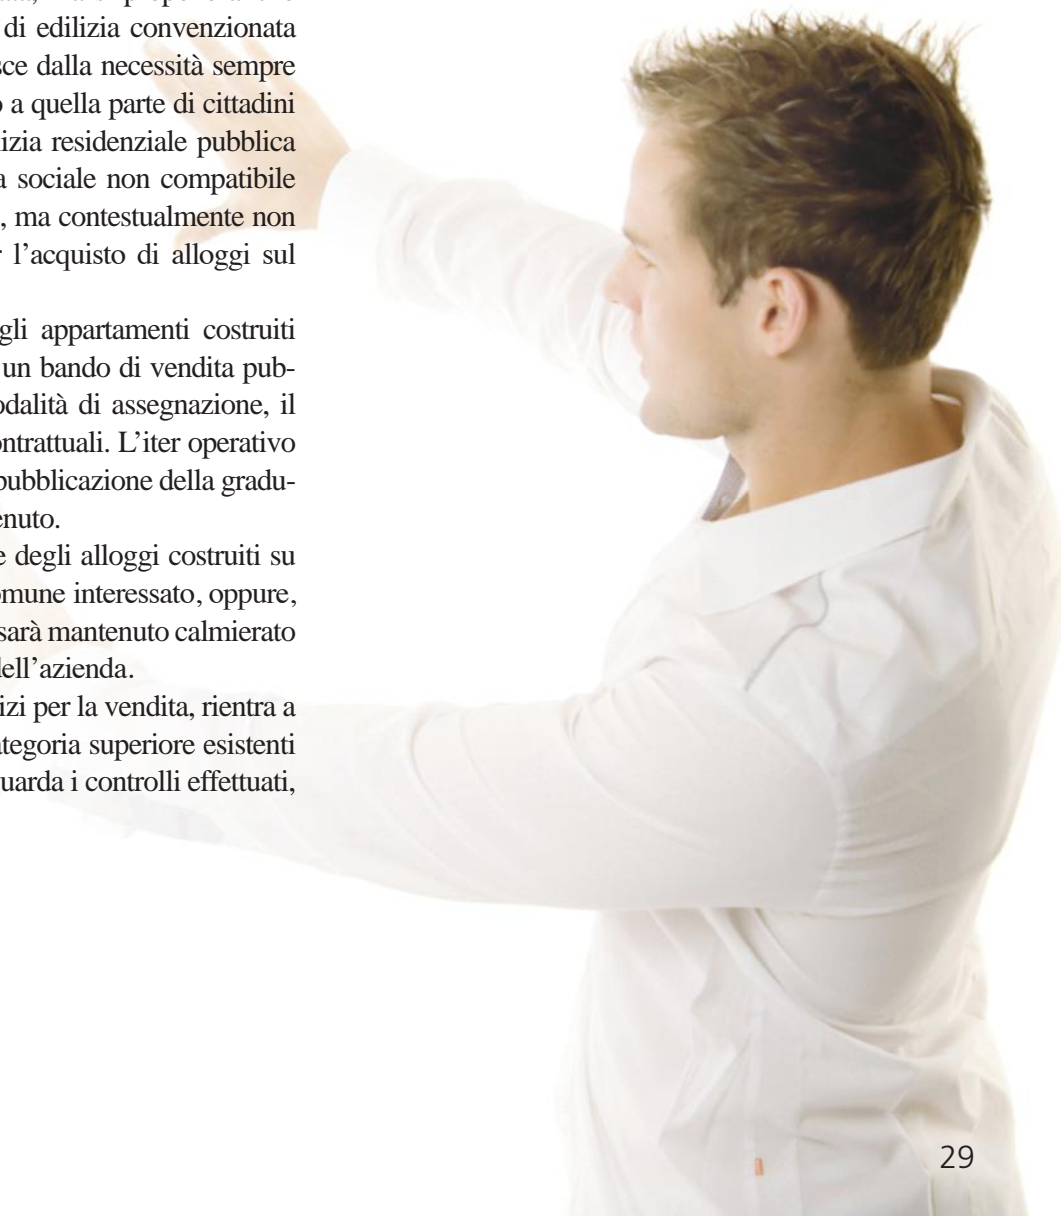 di edilizia convenzionata
sce dalla necessità sempre
o a quella parte di cittadini
lizia residenziale pubblica
a sociale non compatibile
, ma contestualmente non
r l’acquisto di alloggi sul
gli appartamenti costruiti
un bando di vendita pub-
odalità di assegnazione, il
ontrattuali. L’iter operativo
pubblicazione della gradu-
enuto.
e degli alloggi costruiti su
omune interessato, oppure,
sarà mantenuto calmierato
dell’azienda.
izi per la vendita, rientra a
ategoria superiore esistenti
uarda i controlli effettuati,
29